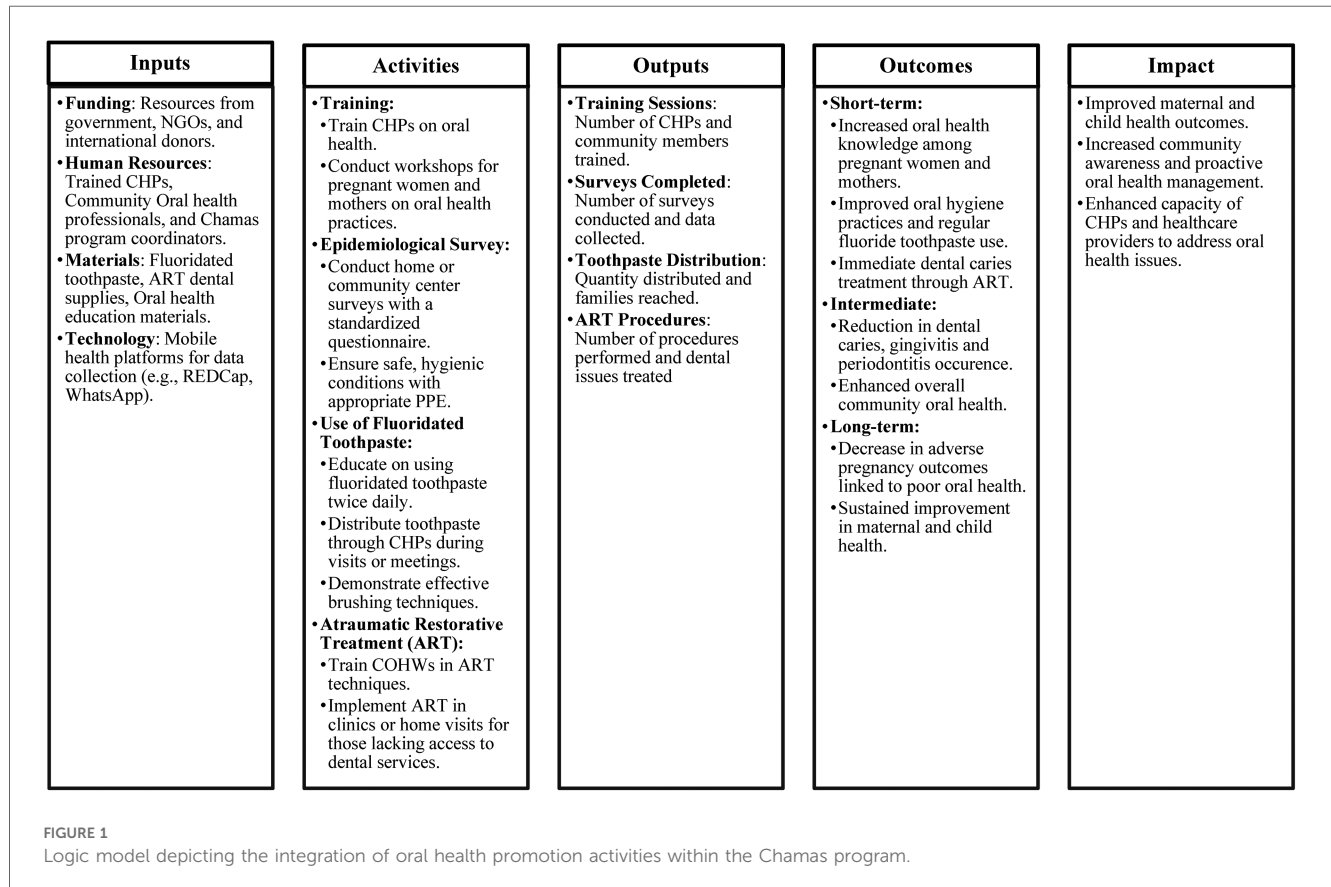 Inputs
•Funding: Resources from
government, NGOs, and
international donors.
•Human Resources:
Trained CHPs,
Community Oral health
professionals, and Chamas
program coordinators.
•Materials: Fluoridated
toothpaste, ART dental
supplies, Oral health
education materials.
•Technology: Mobile
health platforms for data
collection (e.g., REDCap,
WhatsApp).
Activities
•Training:
•Train CHPs on oral
health.
•Conduct workshops for
pregnant women and
mothers on oral health
practices.
•Epidemiological Survey:
•Conduct home or
community center
surveys with a
standardized
questionnaire.
•Ensure safe, hygienic
conditions with
appropriate PPE.
•Use of Fluoridated
Toothpaste:
•Educate on using
fluoridated toothpaste
twice daily.
•Distribute toothpaste
through CHPs during
visits or meetings.
•Demonstrate effective
brushing techniques.
•Atraumatic Restorative
Treatment (ART):
•Train COHWs in ART
techniques.
•Implement ART in
clinics or home visits for
those lacking access to
dental services.
Outputs
•Training Sessions:
Number of CHPs and
community members
trained.
•Surveys Completed:
Number of surveys
conducted and data
collected.
•Toothpaste Distribution:
Quantity distributed and
families reached.
•ART Procedures:
Number of procedures
performed and dental
issues treated
Outcomes
•Short-term:
•Increased oral health
knowledge among
pregnant women and
mothers.
•Improved oral hygiene
practices and regular
fluoride toothpaste use.
•Immediate dental caries
treatment through ART.
•Intermediate:
•Reduction in dental
caries, gingivitis and
periodontitis occurence.
•Enhanced overall
community oral health.
•Long-term:
•Decrease in adverse
pregnancy outcomes
linked to poor oral health.
•Sustained improvement
in maternal and child
health.
Impact
•Improved maternal and
child health outcomes.
•Increased community
awareness and proactive
oral health management.
•Enhanced capacity of
CHPs and healthcare
providers to address oral
health issues.
FIGURE 1
Logic model depicting the integration of oral health promotion activities within the Chamas program.